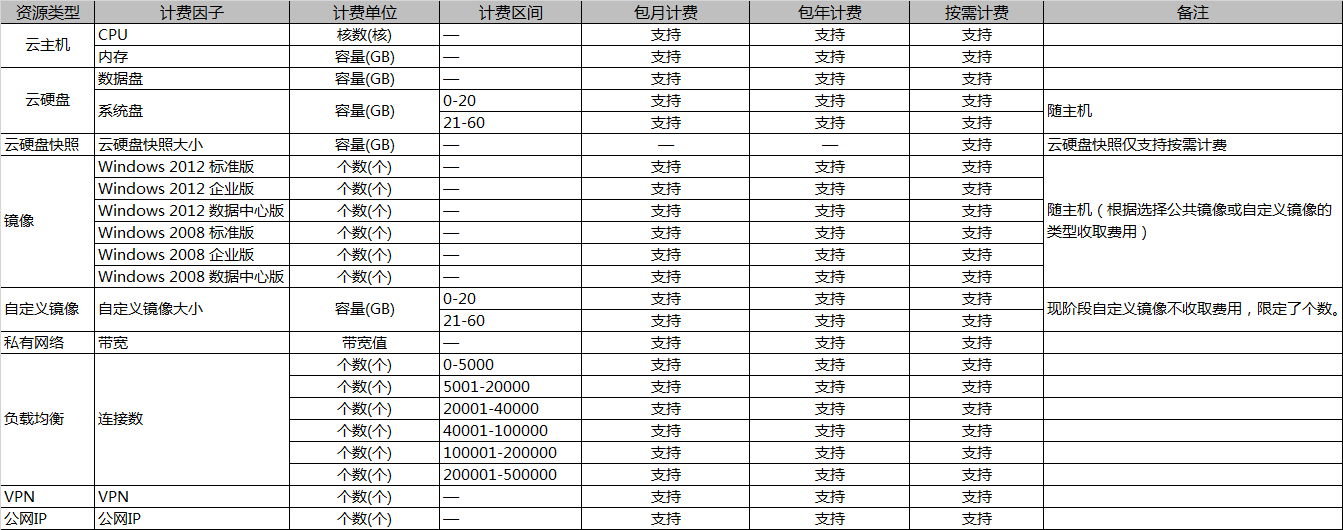 资源类型 计费因子 计费单位 计费区间 包月计费 包年计费 按需计费 备注
云主机 CPU 核数(核) — 支持 支持 支持
内存 容量(GB) — 支持 支持 支持
云硬盘 数据盘 容量(GB) — 支持 支持 支持
系统盘 容量(GB) 0-20 支持 支持 支持 随主机
21-60 支持 支持 支持
云硬盘快照 云硬盘快照大小 容量(GB) — — — 支持 云硬盘快照仅支持按需计费
镜像 Windows 2012 标准版 个数(个) — 支持 支持 支持 随主机（根据选择公共镜像或自定义镜像的
类型收取费用）
Windows 2012 企业版 个数(个) — 支持 支持 支持
Windows 2012 数据中心版 个数(个) — 支持 支持 支持
Windows 2008 标准版 个数(个) — 支持 支持 支持
Windows 2008 企业版 个数(个) — 支持 支持 支持
Windows 2008 数据中心版 个数(个) — 支持 支持 支持
自定义镜像 自定义镜像大小 容量(GB) 0-20 支持 支持 支持 现阶段自定义镜像不收取费用，限定了个数。
21-60 支持 支持 支持
私有网络 带宽 带宽值 — 支持 支持 支持
负载均衡 连接数 个数(个) 0-5000 支持 支持 支持
个数(个) 5001-20000 支持 支持 支持
个数(个) 20001-40000 支持 支持 支持
个数(个) 40001-100000 支持 支持 支持
个数(个) 100001-200000 支持 支持 支持
个数(个) 200001-500000 支持 支持 支持
VPN VPN 个数(个) — 支持 支持 支持
公网IP 公网IP 个数(个) — 支持 支持 支持